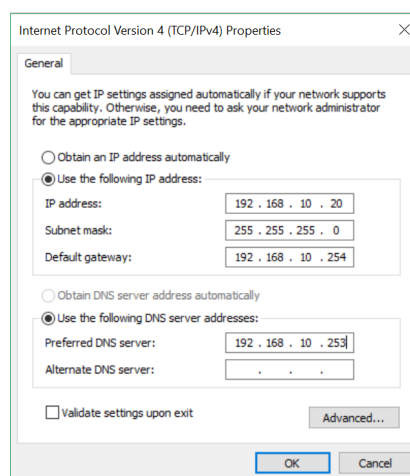 Internet Protocol Version 4 (TCP/IPv4) Properties
General
You can get IP settings assigned automatically if your network supports
this capability. Otherwise, you need to ask your network administrator
for the appropriate IP settings.
Obtain an IP address automatically
Use the following IP address:
IP address: 192 . 168 . 10 . 20
Subnet mask: 255 . 255 . 255 . 0
Default gateway: 192 . 168 . 10 . 254
Obtain DNS server address automatically
Use the following DNS server addresses:
Preferred DNS server: 192 . 168 . 10 . 253
Alternate DNS server: . . .
Validate settings upon exit
Advanced...
OK Cancel